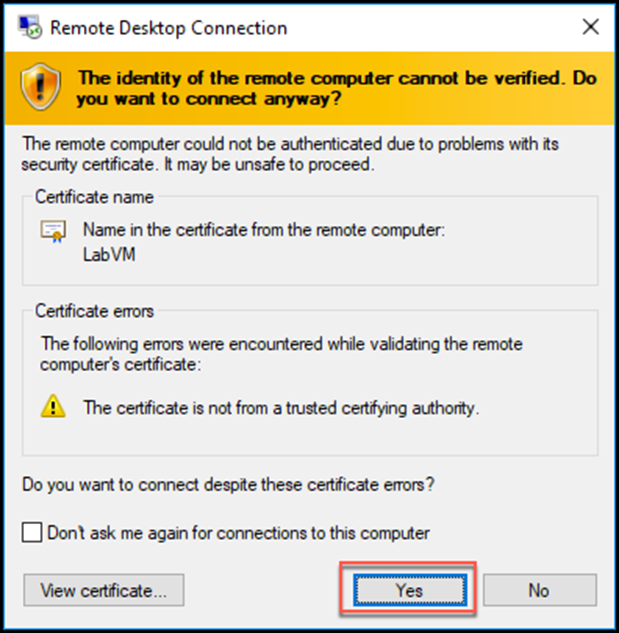 Remote Desktop Connection
The identity of the remote computer cannot be verified. Do
you want to connect anyway?
The remote computer could not be authenticated due to problems with its
security certificate. It may be unsafe to proceed.
Certificate name
Name in the certificate from the remote computer:
LabVM
Certificate errors
The following errors were encountered while validating the remote
computer's certificate:
The certificate is not from a trusted certifying authority.
Do you want to connect despite these certificate errors?
Don't ask me again for connections to this computer
View certificate... Yes No